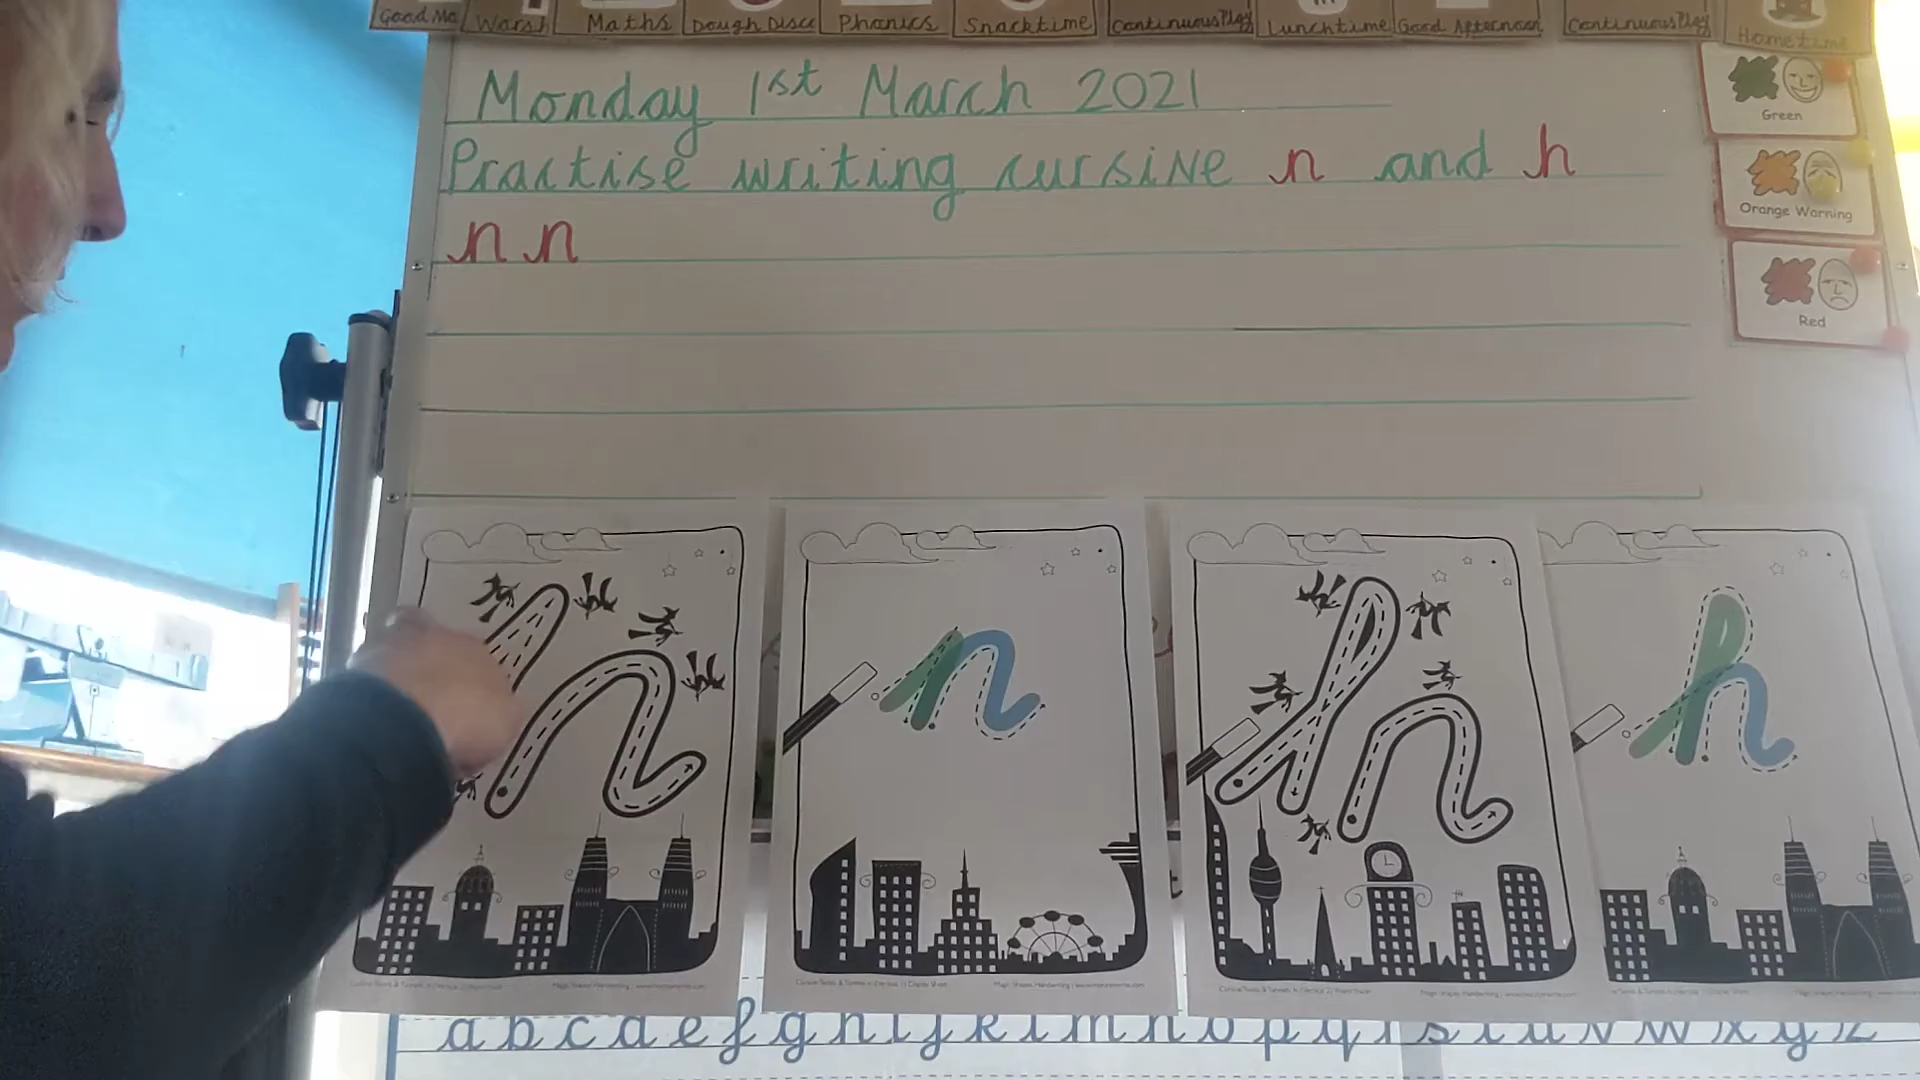 Good Mo Warsh Maths Dough Disco Phonics Snacktime Continuous Play Lunchtime Good Afternoon Continuous Play Hometime
Monday 1st March 2021
Practise writing cursive n and h
n n
Green
Orange Warning
Red
n n h h
a b c d e f g h i j k l m n o p q r s t u v w x y z